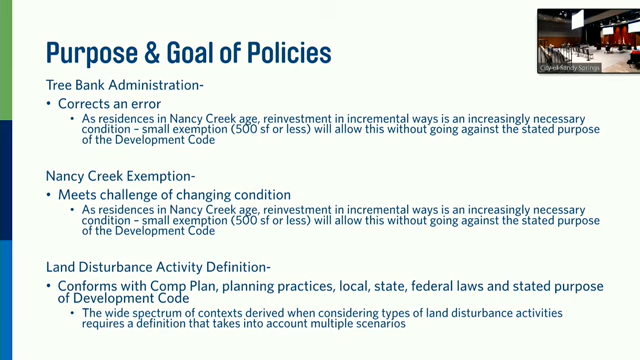 Purpose & Goal of Policies
Tree Bank Administration-
• Corrects an error
• As residences in Nancy Creek age, reinvestment in incremental ways is an increasingly necessary
condition – small exemption (500 sf or less) will allow this without going against the stated purpose
of the Development Code
Nancy Creek Exemption-
• Meets challenge of changing condition
• As residences in Nancy Creek age, reinvestment in incremental ways is an increasingly necessary
condition – small exemption (500 sf or less) will allow this without going against the stated purpose
of the Development Code
Land Disturbance Activity Definition-
• Conforms with Comp Plan, planning practices, local, state, federal laws and stated purpose
of Development Code
• The wide spectrum of contexts derived when considering types of land disturbance activities
requires a definition that takes into account multiple scenarios
City of Sandy Springs